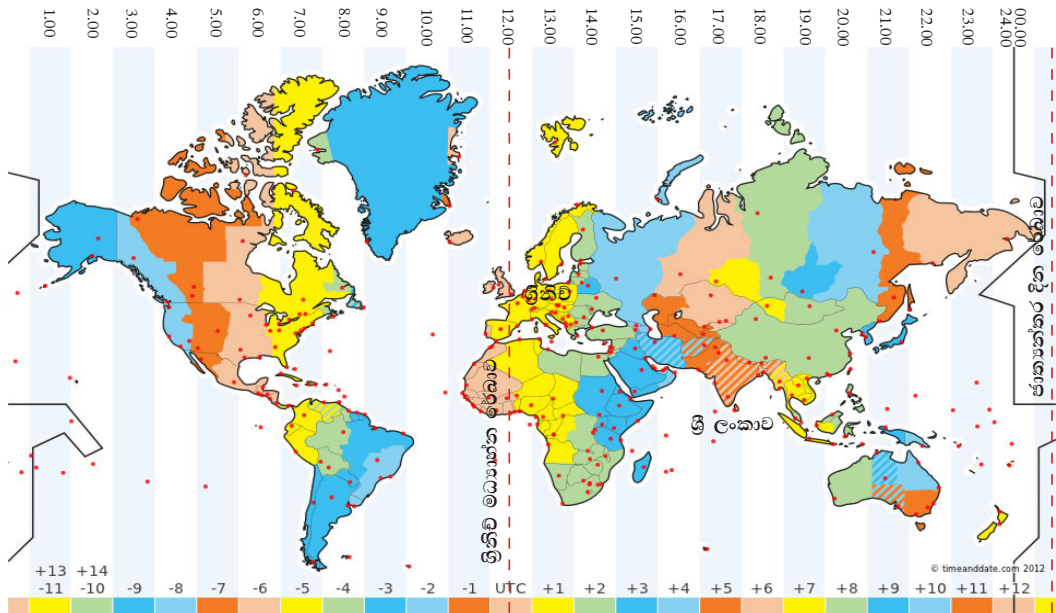 1.00 2.00 3.00 4.00 5.00 6.00 7.00 8.00 9.00 10.00 11.00 12.00 13.00 14.00 15.00 16.00 17.00 18.00 19.00 20.00 21.00 22.00 23.00 24.00 00.00
ජාත්‍යන්තර දින රේඛාව
ග්‍රිනිච්
ග්‍රිනිච් මධ්‍යාහ්න රේඛාව
ශ්‍රී ලංකාව
© timeanddate.com 2012
+13 +14
-11 -10 -9 -8 -7 -6 -5 -4 -3 -2 -1 UTC +1 +2 +3 +4 +5 +6 +7 +8 +9 +10 +11 +12